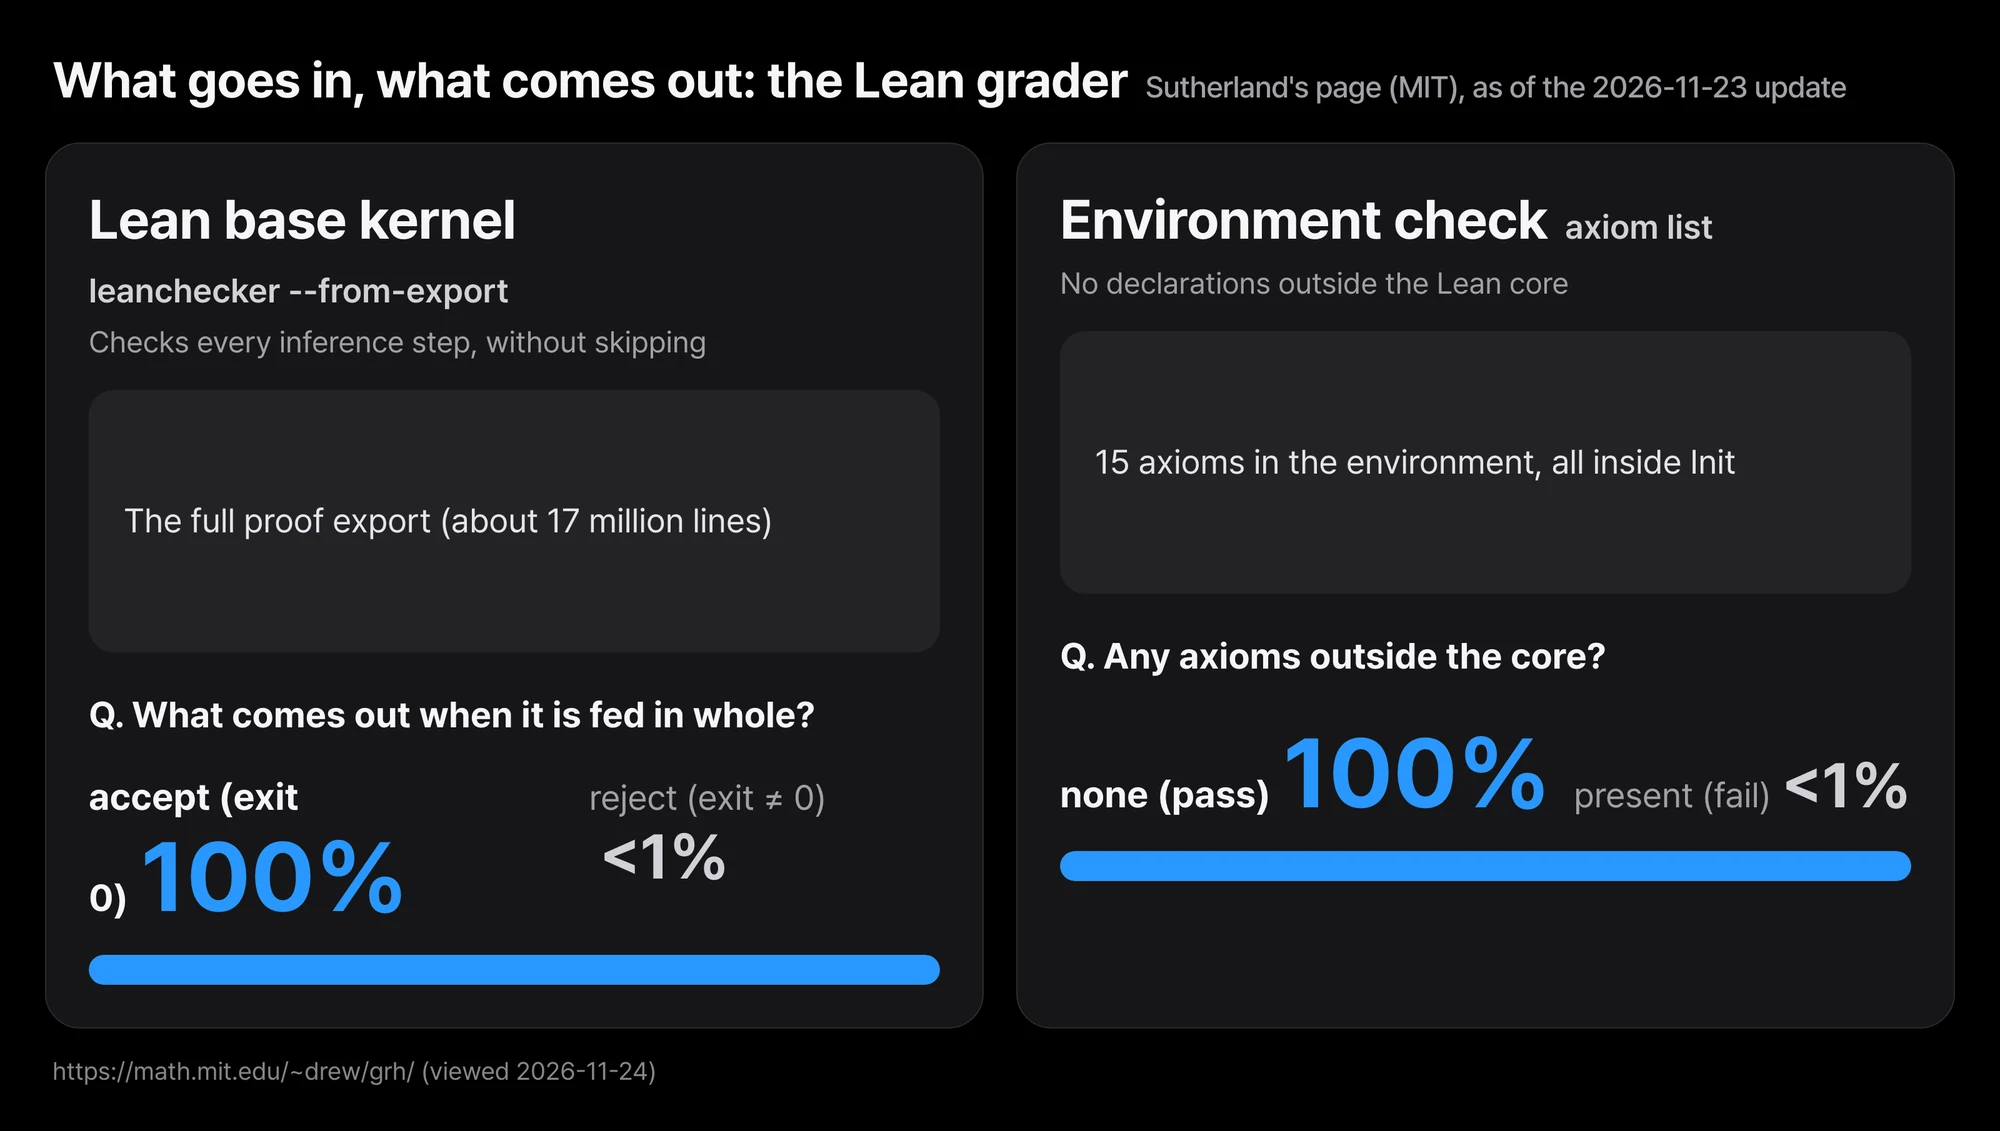 What goes in, what comes out: the Lean grader Sutherland's page (MIT), as of the 2026-11-23 update
Lean base kernel
leanchecker --from-export
Checks every inference step, without skipping
The full proof export (about 17 million lines)
Q. What comes out when it is fed in whole?
accept (exit
0) 100%
reject (exit ≠ 0)
<1%
Environment check axiom list
No declarations outside the Lean core
15 axioms in the environment, all inside Init
Q. Any axioms outside the core?
none (pass) 100% present (fail) <1%
https://math.mit.edu/~drew/grh/ (viewed 2026-11-24)